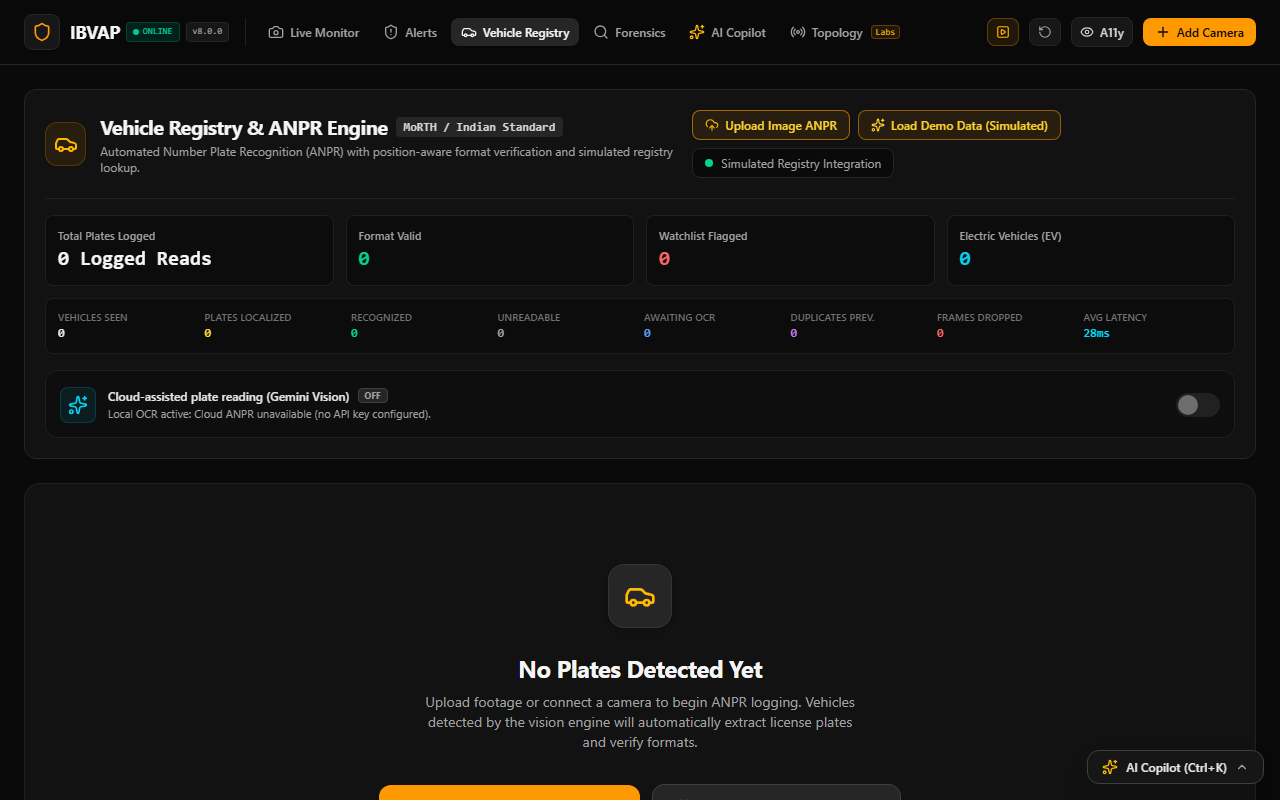 IBVAP
ONLINE
v8.0.0
Live Monitor
Alerts
Vehicle Registry
Forensics
AI Copilot
Topology
Labs
A11y
Add Camera
Vehicle Registry & ANPR Engine
MoRTH / Indian Standard
Automated Number Plate Recognition (ANPR) with position-aware format verification and simulated registry
lookup.
Upload Image ANPR
Load Demo Data (Simulated)
Simulated Registry Integration
Total Plates Logged
0 Logged Reads
Format Valid
0
Watchlist Flagged
0
Electric Vehicles (EV)
0
VEHICLES SEEN
0
PLATES LOCALIZED
0
RECOGNIZED
0
UNREADABLE
0
AWAITING OCR
0
DUPLICATES PREV.
0
FRAMES DROPPED
0
AVG LATENCY
28ms
Cloud-assisted plate reading (Gemini Vision)
OFF
Local OCR active: Cloud ANPR unavailable (no API key configured).
No Plates Detected Yet
Upload footage or connect a camera to begin ANPR logging. Vehicles
detected by the vision engine will automatically extract license plates
and verify formats.
AI Copilot (Ctrl+K)